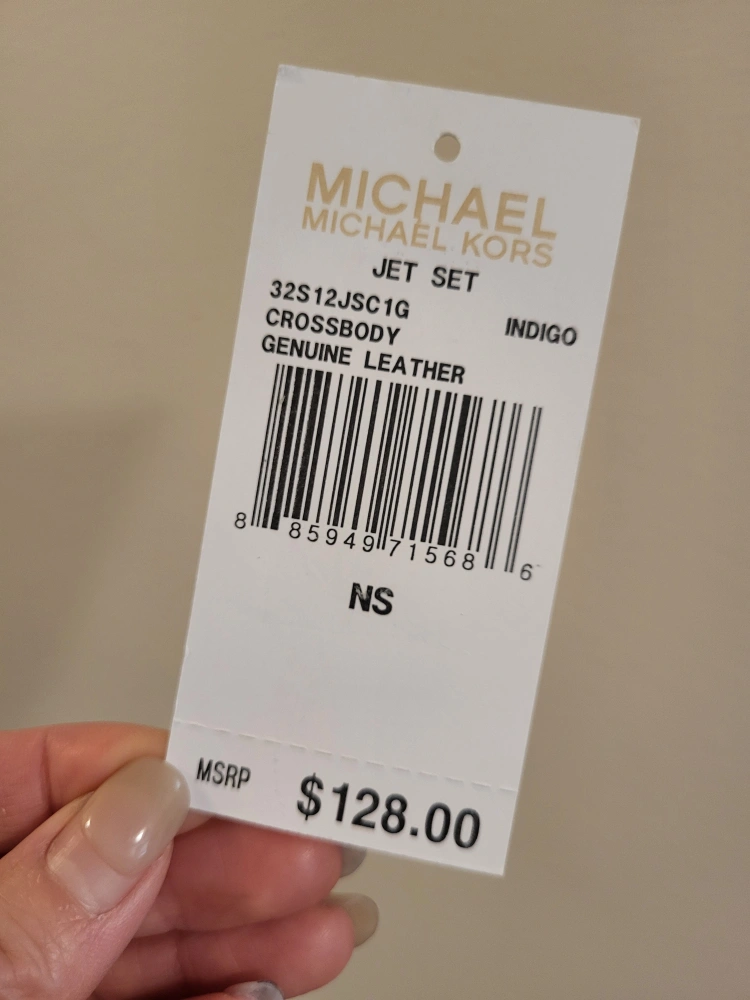 MICHAEL
MICHAEL KORS
JET SET
32S12JSC1G
CROSSBODY INDIGO
GENUINE LEATHER
8 85949 71568 6
NS
MSRP $128.00